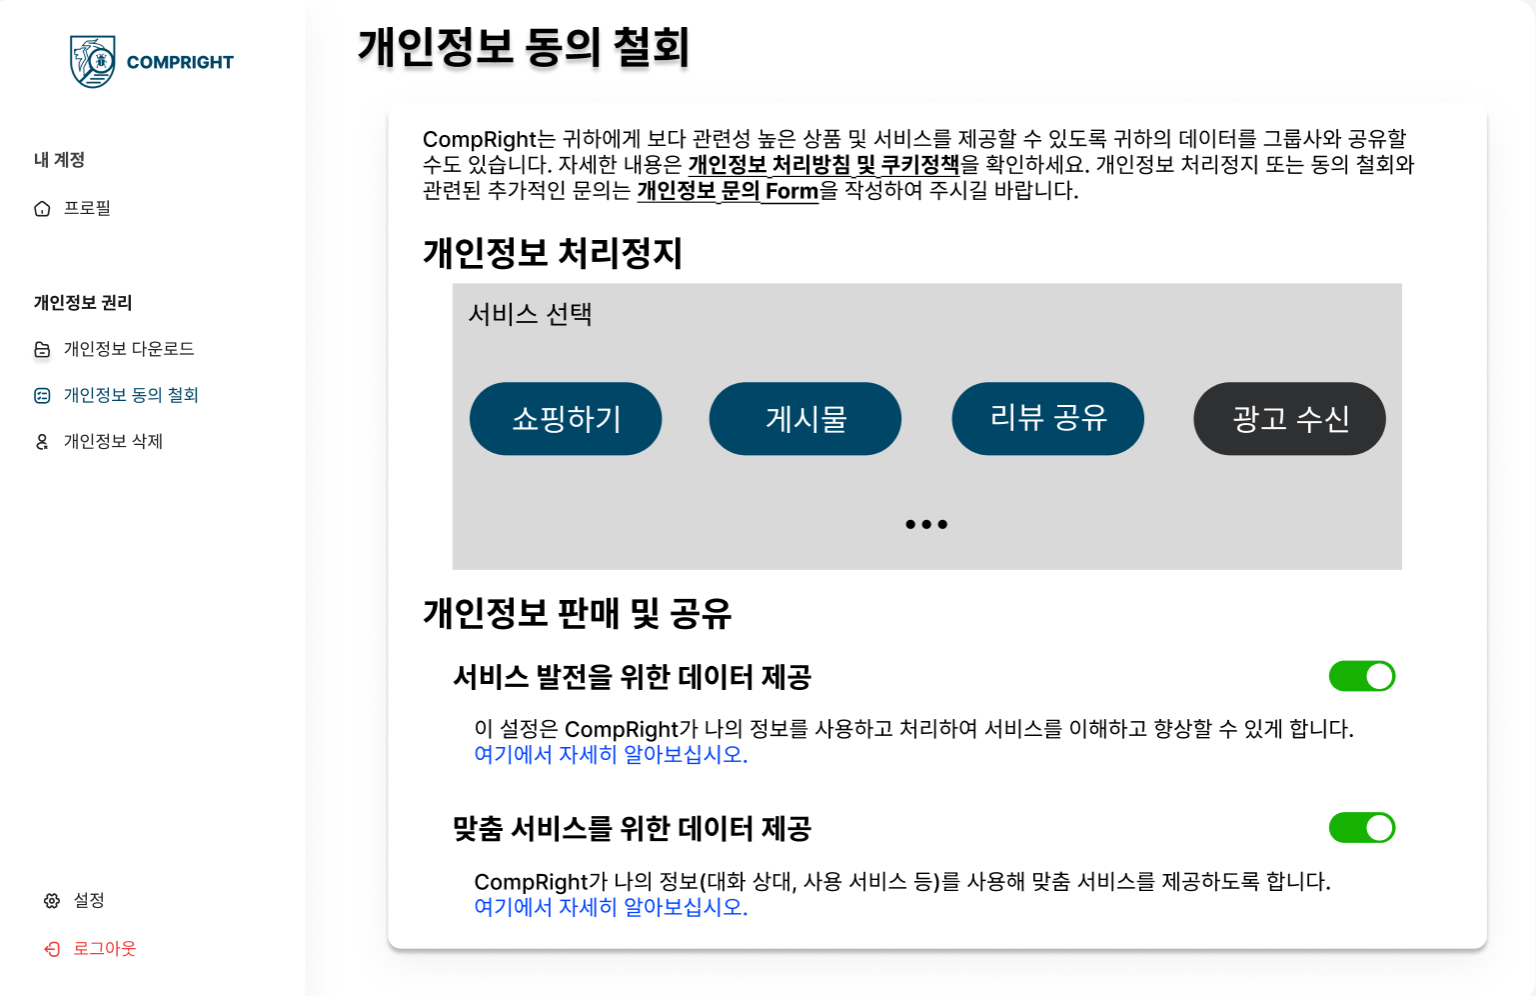 COMPRIGHT
내 계정
프로필
개인정보 권리
개인정보 다운로드
개인정보 동의 철회
개인정보 삭제
설정
로그아웃
개인정보 동의 철회
CompRight는 귀하에게 보다 관련성 높은 상품 및 서비스를 제공할 수 있도록 귀하의 데이터를 그룹사와 공유할
수도 있습니다. 자세한 내용은 개인정보 처리방침 및 쿠키정책을 확인하세요. 개인정보 처리정지 또는 동의 철회와
관련된 추가적인 문의는 개인정보 문의 Form을 작성하여 주시길 바랍니다.
개인정보 처리정지
서비스 선택
쇼핑하기
게시물
리뷰 공유
광고 수신
•••
개인정보 판매 및 공유
서비스 발전을 위한 데이터 제공
이 설정은 CompRight가 나의 정보를 사용하고 처리하여 서비스를 이해하고 향상할 수 있게 합니다.
여기에서 자세히 알아보십시오.
맞춤 서비스를 위한 데이터 제공
CompRight가 나의 정보(대화 상대, 사용 서비스 등)를 사용해 맞춤 서비스를 제공하도록 합니다.
여기에서 자세히 알아보십시오.